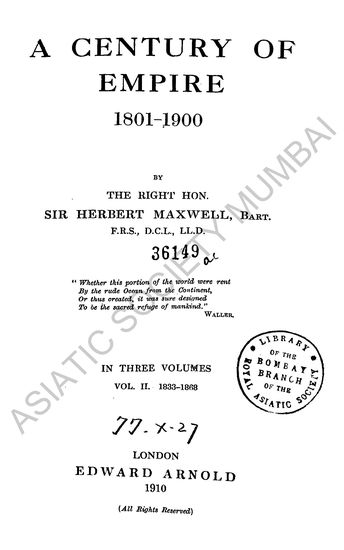 A CENTURY OF
EMPIRE
1801-1900
BY
THE RIGHT HON.
SIR HERBERT MAXWELL, BART.
F.R.S., D.C.L., LL.D.
36149
"Whether this portion of the world were rent
By the rude Ocean from the Continent,
Or thus created, it was sure designed
To be the sacred refuge of mankind."
WALLER.
IN THREE VOLUMES
VOL. II. 1833-1868
LIBRARY
OF THE
BOMBAY
BRANCH
OF THE
ROYAL ASIATIC SOCIETY
77-X-27
LONDON
EDWARD ARNOLD
1910
(All Rights Reserved)
ASIATIC SOCIETY MUMBAI